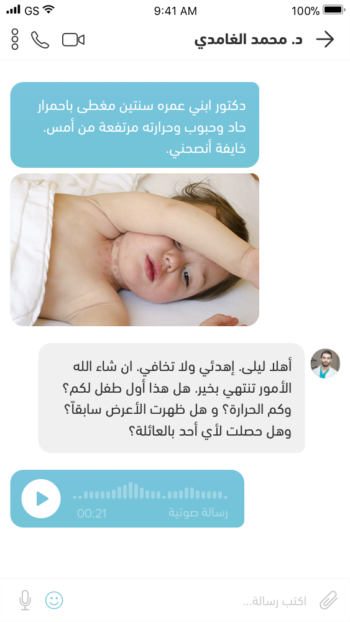 GS 9:41 AM 100%
د. محمد الغامدي
دكتور ابني عمره سنتين مغطى باحمرار
حاد وحبوب وحرارته مرتفعة من أمس.
خايفة أنصحني.
أهلا ليلى. إهدئي ولا تخافي. ان شاء الله
الأمور تنتهي بخير. هل هذا أول طفل لكم؟
وكم الحرارة؟ و هل ظهرت الأعرض سابقاً؟
وهل حصلت لأي أحد بالعائلة؟
00:21 رسالة صوتية
اكتب رسالة...